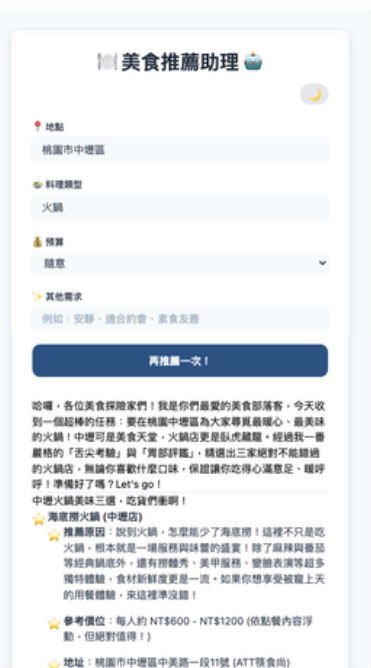 🍽️ 美食推薦助理 🤖
🌙
📍 地點
桃園市中壢區
🍲 料理類型
火鍋
💰 預算
隨意
✨ 其他需求
例如：安靜、適合約會、素食友善
再推薦一次！
哈囉，各位美食探險家們！我是你們最愛的美食部落客，今天收
到一個超棒的任務：要在桃園中壢區為大家尋覓最暖心、最美味
的火鍋！中壢可是美食天堂，火鍋店更是臥虎藏龍。經過我一番
嚴格的「舌尖考驗」與「胃部評鑑」，精選出三家絕對不能錯過
的火鍋店，無論你喜歡什麼口味，保證讓你吃得心滿意足、暖呼
呼！準備好了嗎？Let's go！
中壢火鍋美味三選，吃貨們衝啊！
⭐ 海底撈火鍋 (中壢店)
⭐ 推薦原因：說到火鍋，怎麼能少了海底撈！這裡不只是吃
火鍋，根本就是一場服務與味蕾的盛宴！除了麻辣與番茄
等經典鍋底外，還有撈麵秀、美甲服務、變臉表演等超多
獨特體驗，食材新鮮度更是一流。如果你想享受被寵上天
的用餐體驗，來這裡準沒錯！
⭐ 參考價位：每人約 NT$600 - NT$1200 (依點餐內容浮
動，但絕對值得！)
⭐ 地址：桃園市中壢區中美路一段11號 (ATT筷食尚)